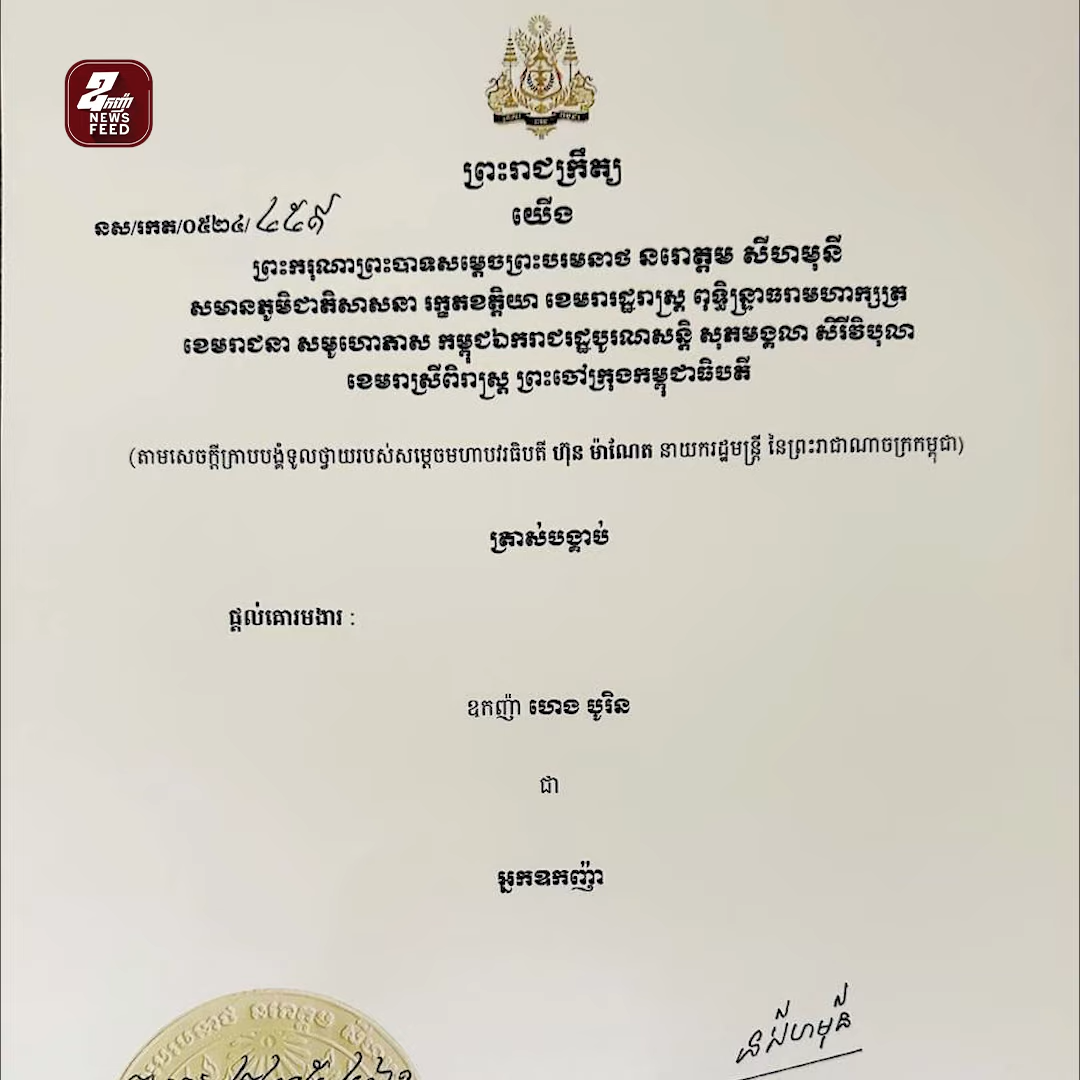 ឧកញ៉ា
NEWS
FEED
ព្រះរាជក្រឹត្យ
នស/រកត/០៥២៤/ ៤៥៩
យើង
ព្រះករុណាព្រះបាទសម្តេចព្រះបរមនាថ នរោត្តម សីហមុនី
សមានភូមិជាតិសាសនា រក្ខតខត្តិយា ខេមរារដ្ឋរាស្ត្រ ពុទ្ធិន្ទ្រាធរាមហាក្សត្រ
ខេមរាជនា សមូហោភាស កម្ពុជឯករាជរដ្ឋបូរណសន្តិ សុភមង្គលា សិរីវិបុលា
ខេមរាស្រីពិរាស្ត្រ ព្រះចៅក្រុងកម្ពុជាធិបតី
(តាមសេចក្តីក្រាបបង្គំទូលថ្វាយរបស់សម្តេចមហាបវរធិបតី ហ៊ុន ម៉ាណែត នាយករដ្ឋមន្ត្រី នៃព្រះរាជាណាចក្រកម្ពុជា)
ត្រាស់បង្គាប់
ផ្តល់គោរមងារ :
ឧកញ៉ា ហេង បូរិន
ជា
អ្នកឧកញ៉ា
នរោត្តម
សីហមុនី